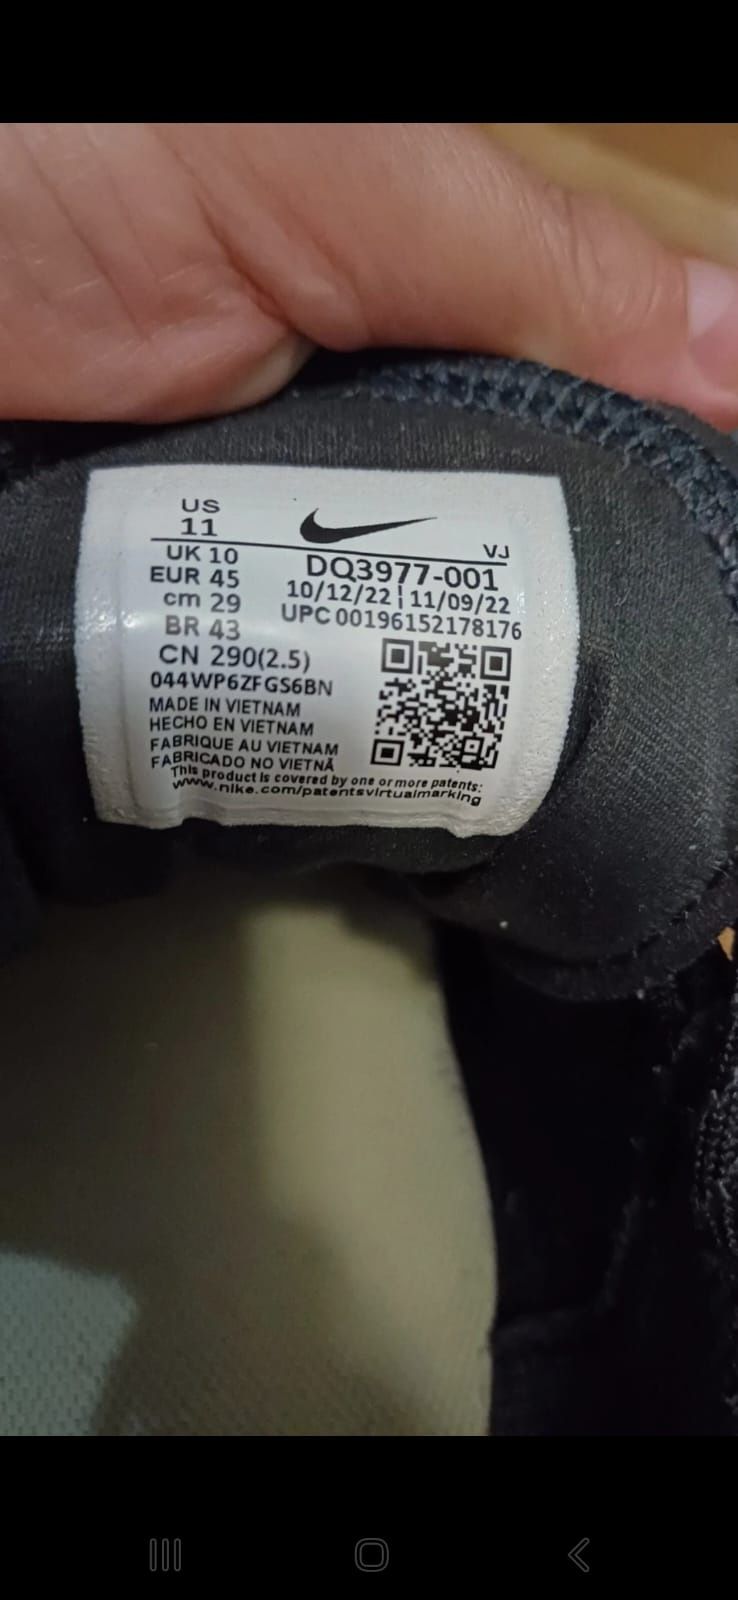 US
11
VJ
UK 10
EUR 45
cm 29
BR 43
CN 290(2.5)
DQ3977-001
10/12/22 | 11/09/22
UPC 00196152178176
044WP6ZFGS6BN
MADE IN VIETNAM
HECHO EN VIETNAM
FABRIQUE AU VIETNAM
FABRICADO NO VIETNÃ
This product is covered by one or more patents:
www.nike.com/patentsvirtualmarking